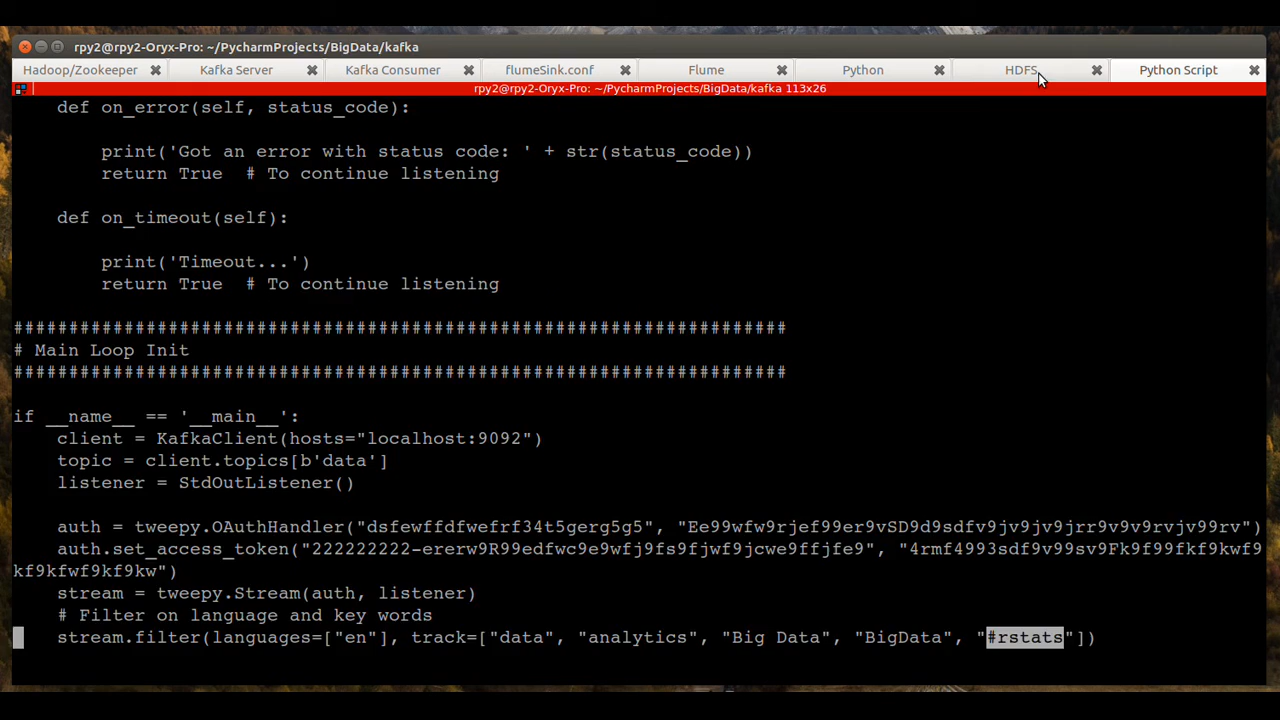 rpy2@rpy2-Oryx-Pro: ~/PycharmProjects/BigData/kafka
Hadoop/Zookeeper Kafka Server Kafka Consumer flumeSink.conf Flume Python HDFS Python Script
rpy2@rpy2-Oryx-Pro: ~/PycharmProjects/BigData/kafka 113x26
    def on_error(self, status_code):
        print('Got an error with status code: ' + str(status_code))
        return True  # To continue listening
    def on_timeout(self):
        print('Timeout...')
        return True  # To continue listening
######################################################################
# Main Loop Init
######################################################################
if __name__ == '__main__':
    client = KafkaClient(hosts="localhost:9092")
    topic = client.topics[b'data']
    listener = StdOutListener()
    auth = tweepy.OAuthHandler("dsfewffdfwefrf34t5gerg5g5", "Ee99wfw9rjef99er9vSD9d9sdfv9jv9jv9jrr9v9v9rvjv99rv")
    auth.set_access_token("222222222-ererw9R99edfwc9e9wfj9fs9fjwf9jcwe9ffjfe9", "4rmf4993sdf9v99sv9Fk9f99fkf9kwf9
kf9kfwf9kf9kw")
    stream = tweepy.Stream(auth, listener)
    # Filter on language and key words
    stream.filter(languages=["en"], track=["data", "analytics", "Big Data", "BigData", "#rstats"])